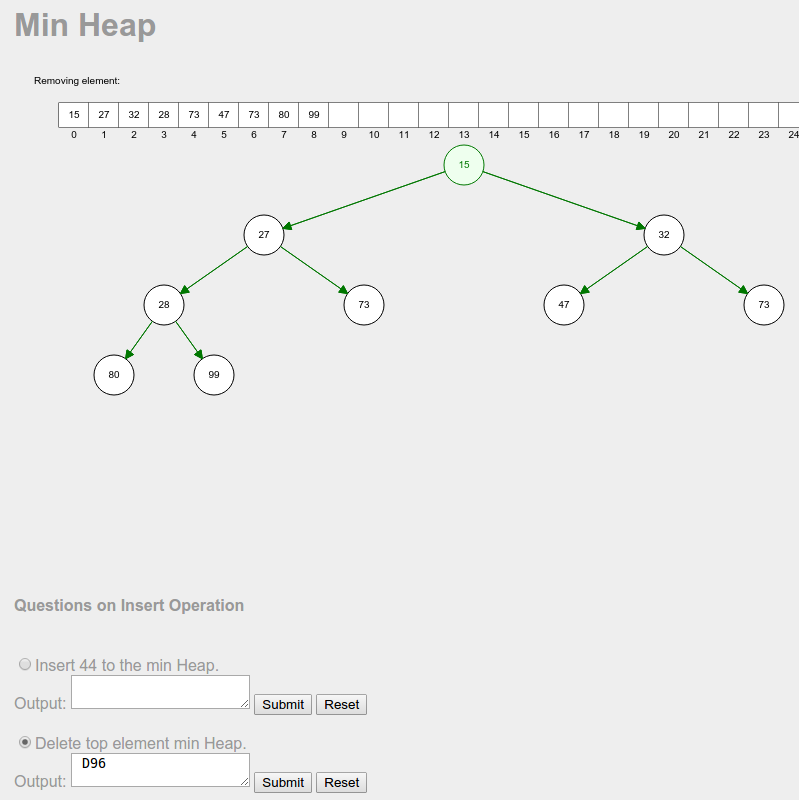 Min Heap
Removing element:
15 27 32 28 73 47 73 80 99
0 1 2 3 4 5 6 7 8 9 10 11 12 13 14 15 16 17 18 19 20 21 22 23 24
15
27 32
28 73 47 73
80 99
Questions on Insert Operation
Insert 44 to the min Heap.
Output: Submit Reset
Delete top element min Heap.
Output: D96 Submit Reset